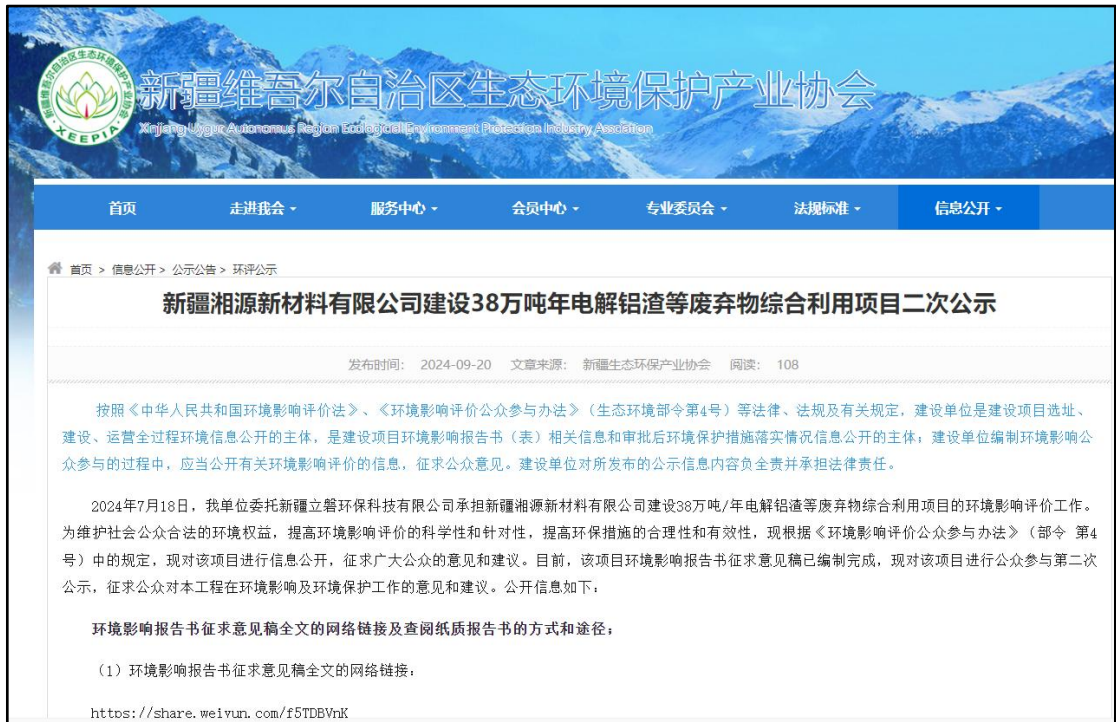 新疆维吾尔自治区生态环境保护产业协会
Xinjiang Uygur Autonomus Region Ecological Environment Protection Industry Assciation
XEEPIA
首页 走进我会 服务中心 会员中心 专业委员会 法规标准 信息公开
首页 > 信息公开 > 公示公告 > 环评公示
新疆湘源新材料有限公司建设38万吨年电解铝渣等废弃物综合利用项目二次公示
发布时间: 2024-09-20 文章来源: 新疆生态环保产业协会 阅读: 108
按照《中华人民共和国环境影响评价法》、《环境影响评价公众参与办法》（生态环境部令第4号）等法律、法规及有关规定，建设单位是建设项目选址、
建设、运营全过程环境信息公开的主体，是建设项目环境影响报告书（表）相关信息和审批后环境保护措施落实情况信息公开的主体；建设单位编制环境影响公
众参与的过程中，应当公开有关环境影响评价的信息，征求公众意见。建设单位对所发布的公示信息内容负全责并承担法律责任。
2024年7月18日，我单位委托新疆立磐环保科技有限公司承担新疆湘源新材料有限公司建设38万吨/年电解铝渣等废弃物综合利用项目的环境影响评价工作。
为维护社会公众合法的环境权益，提高环境影响评价的科学性和针对性，提高环保措施的合理性和有效性，现根据《环境影响评价公众参与办法》（部令 第4
号）中的规定，现对该项目进行信息公开，征求广大公众的意见和建议。目前，该项目环境影响报告书征求意见稿已编制完成，现对该项目进行公众参与第二次
公示，征求公众对本工程在环境影响及环境保护工作的意见和建议。公开信息如下：
环境影响报告书征求意见稿全文的网络链接及查阅纸质报告书的方式和途径；
（1）环境影响报告书征求意见稿全文的网络链接：
https://share.weiyun.com/f5TDBVnK